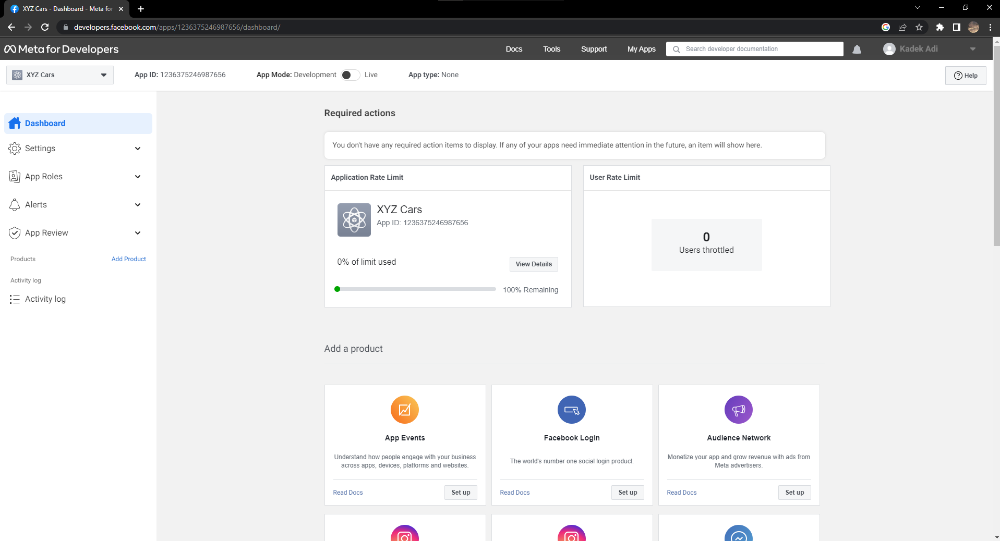 XYZ Cars - Dashboard - Meta for
developers.facebook.com/apps/1236375246987656/dashboard/
Meta for Developers
Docs
Tools
Support
My Apps
Search developer documentation
Kadek Adi
XYZ Cars
App ID: 1236375246987656
App Mode: Development
Live
App type: None
Help
Dashboard
Settings
App Roles
Alerts
App Review
Products
Add Product
Activity log
Activity log
Required actions
You don't have any required action items to display. If any of your apps need immediate attention in the future, an item will show here.
Application Rate Limit
XYZ Cars
App ID: 1236375246987656
0% of limit used
View Details
100% Remaining
User Rate Limit
0
Users throttled
Add a product
App Events
Understand how people engage with your business
across apps, devices, platforms and websites.
Read Docs
Set up
Facebook Login
The world's number one social login product.
Read Docs
Set up
Audience Network
Monetize your app and grow revenue with ads from
Meta advertisers.
Read Docs
Set up